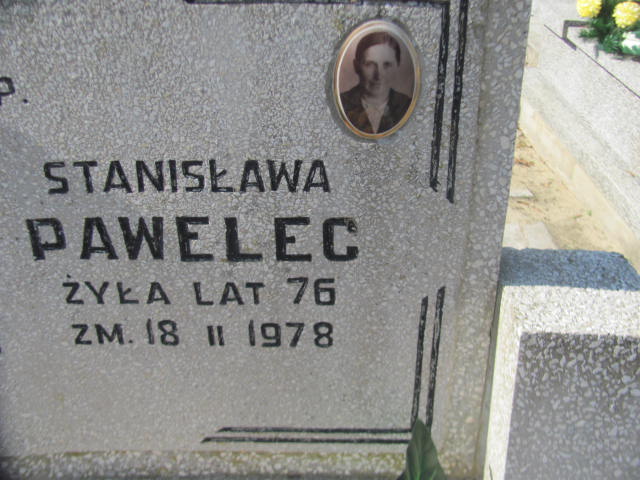 P.
STANISŁAWA
PAWELEC
ŻYŁA LAT 76
ZM. 18 II 1978